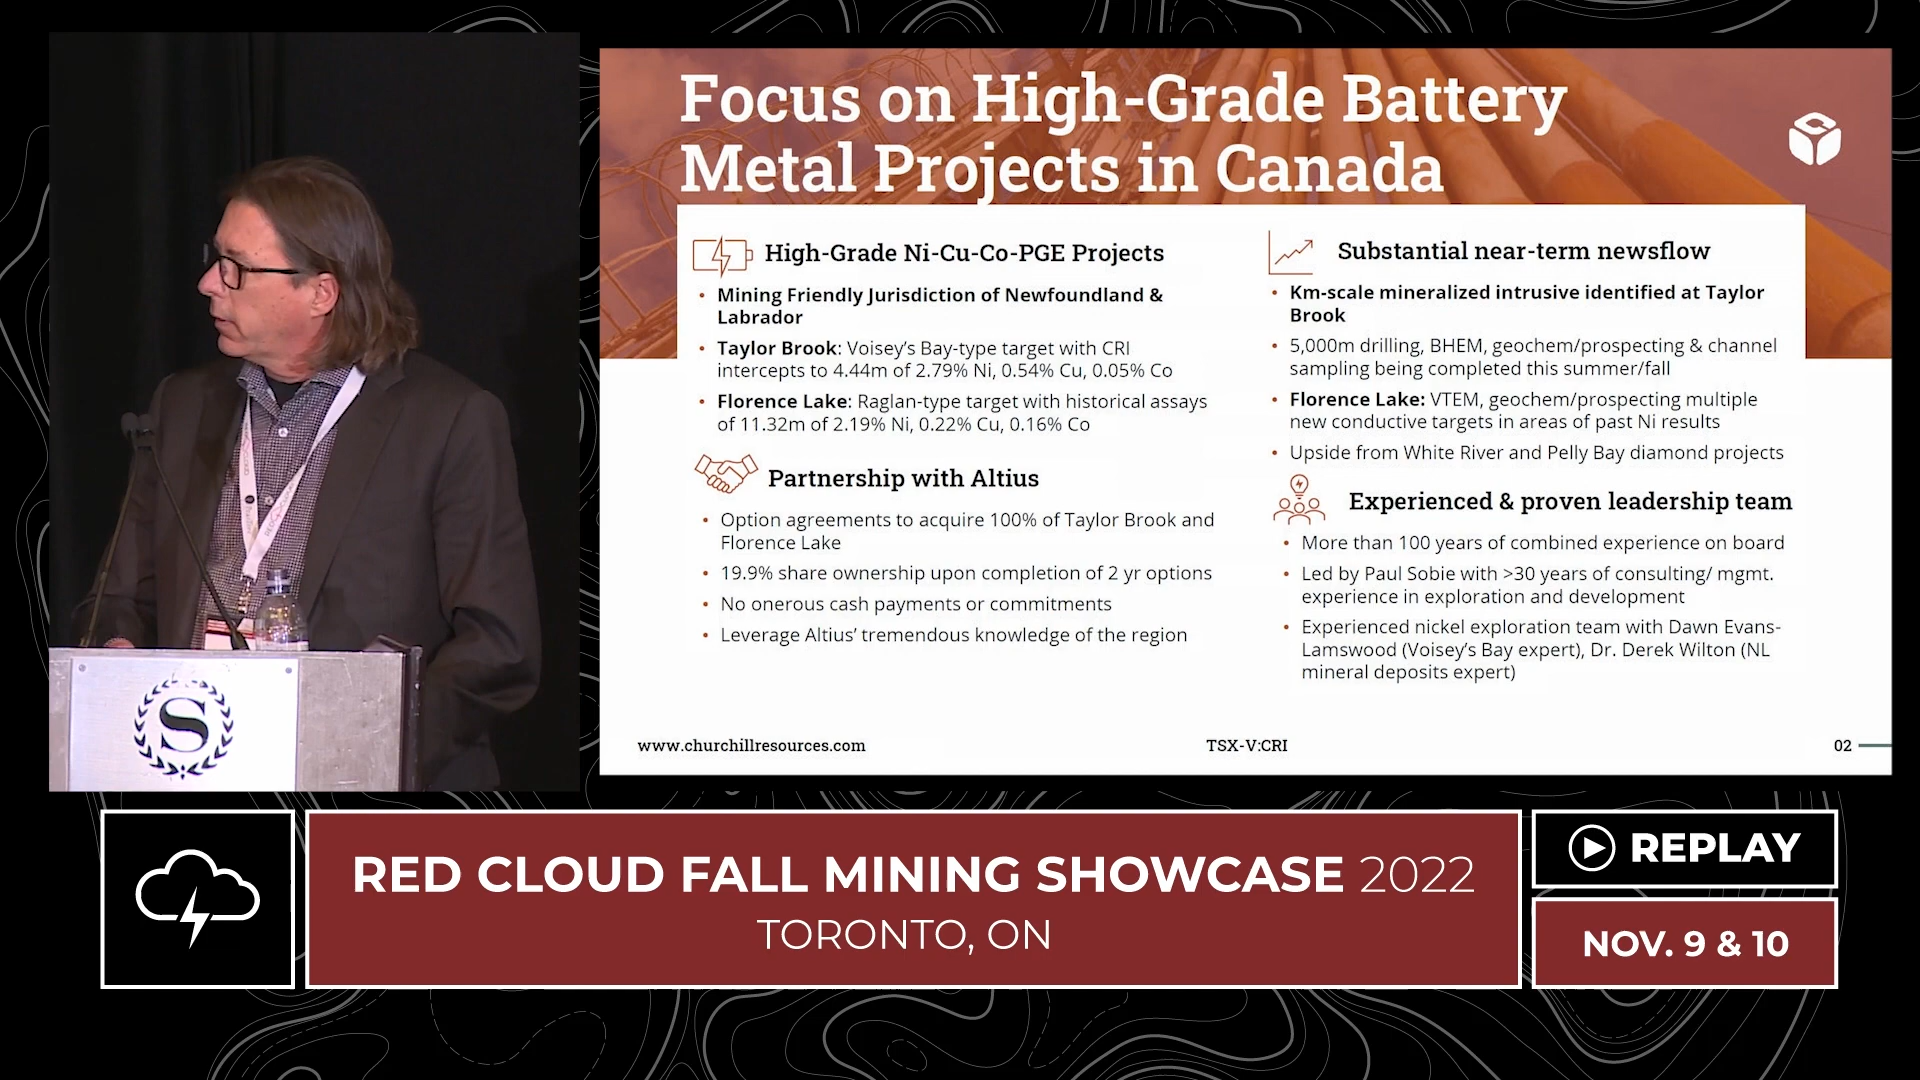 Focus on High-Grade Battery
Metal Projects in Canada
High-Grade Ni-Cu-Co-PGE Projects
• Mining Friendly Jurisdiction of Newfoundland &
Labrador
• Taylor Brook: Voisey’s Bay-type target with CRI
intercepts to 4.44m of 2.79% Ni, 0.54% Cu, 0.05% Co
• Florence Lake: Raglan-type target with historical assays
of 11.32m of 2.19% Ni, 0.22% Cu, 0.16% Co
Partnership with Altius
• Option agreements to acquire 100% of Taylor Brook and
Florence Lake
• 19.9% share ownership upon completion of 2 yr options
• No onerous cash payments or commitments
• Leverage Altius’ tremendous knowledge of the region
Substantial near-term newsflow
• Km-scale mineralized intrusive identified at Taylor
Brook
• 5,000m drilling, BHEM, geochem/prospecting & channel
sampling being completed this summer/fall
• Florence Lake: VTEM, geochem/prospecting multiple
new conductive targets in areas of past Ni results
• Upside from White River and Pelly Bay diamond projects
Experienced & proven leadership team
• More than 100 years of combined experience on board
• Led by Paul Sobie with >30 years of consulting/ mgmt.
experience in exploration and development
• Experienced nickel exploration team with Dawn Evans-
Lamswood (Voisey’s Bay expert), Dr. Derek Wilton (NL
mineral deposits expert)
www.churchillresources.com
TSX-V:CRI
02
S
RED CLOUD FALL MINING SHOWCASE 2022
TORONTO, ON
REPLAY
NOV. 9 & 10